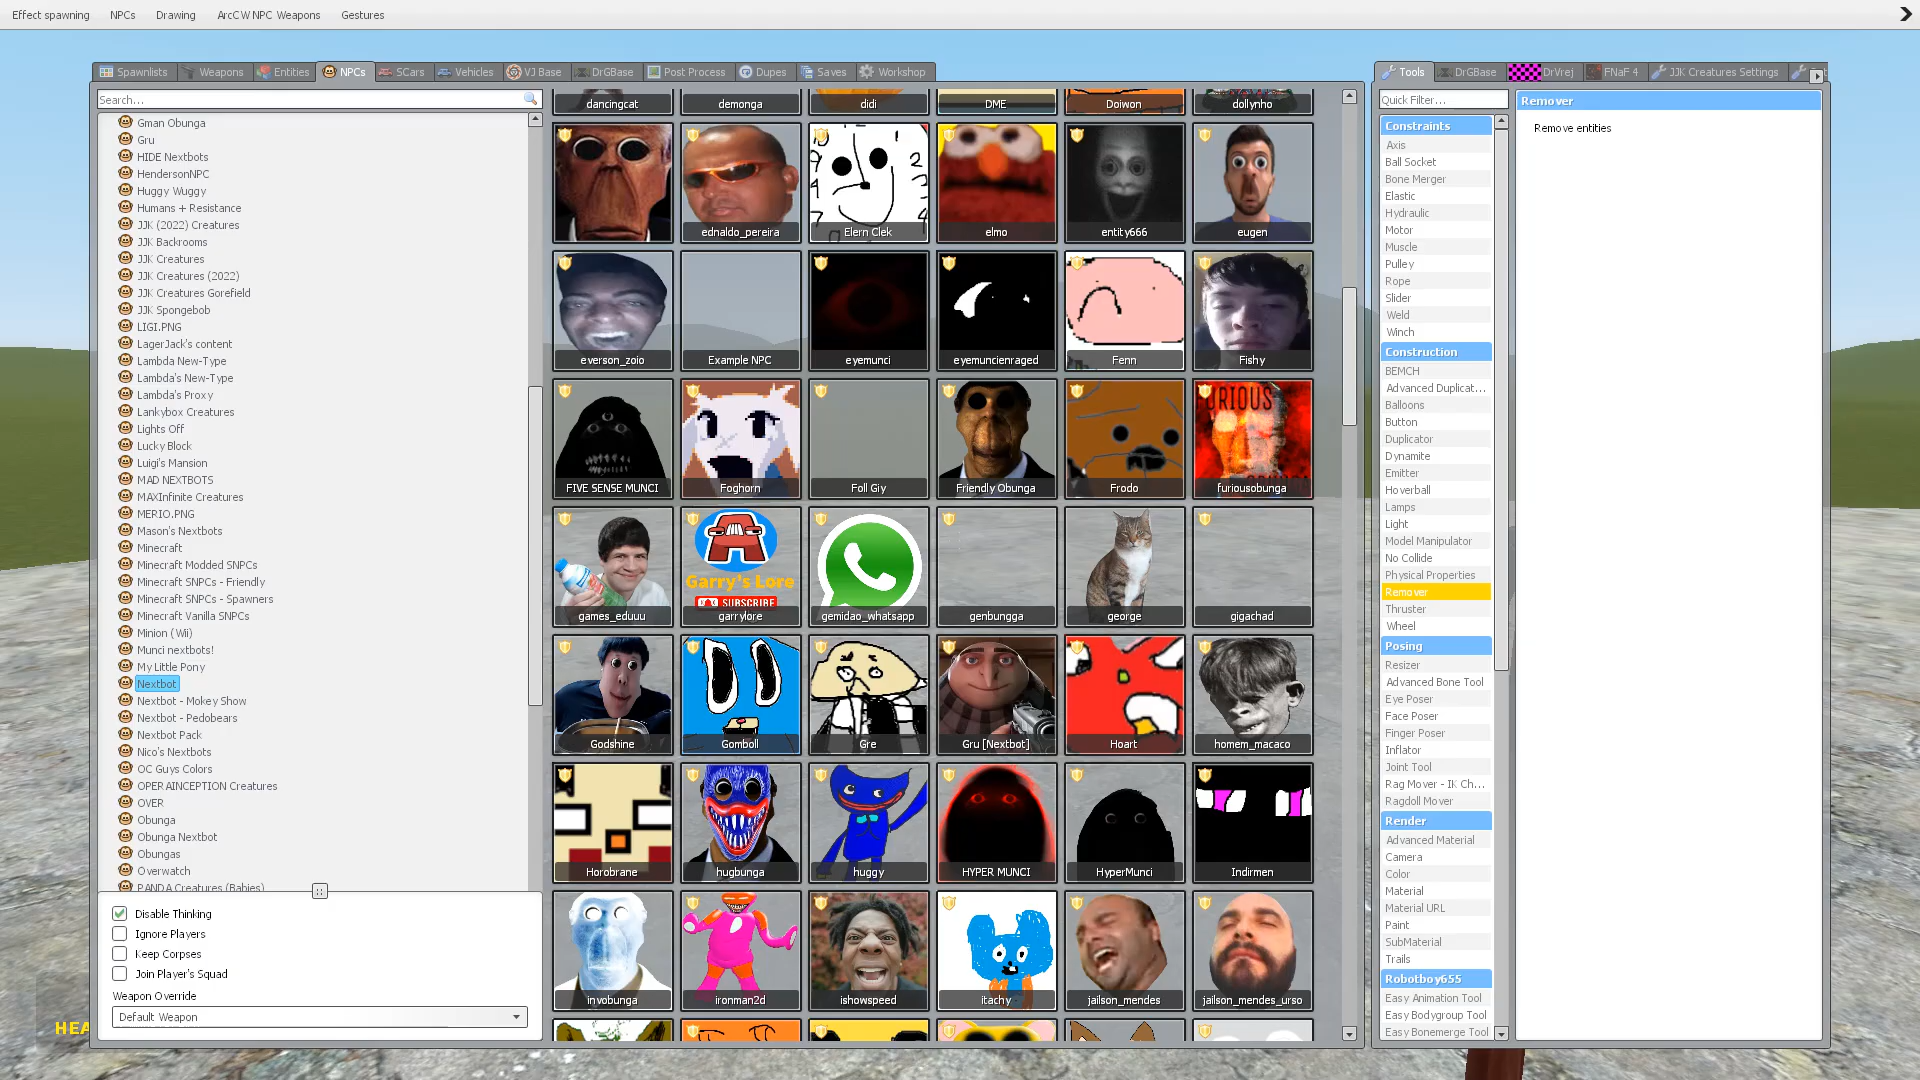 Effect spawning NPCs Drawing ArcCW NPC Weapons Gestures
Spawnlists Weapons Entities NPCs SCars Vehicles VJ Base DrGBase Post Process Dupes Saves Workshop
Tools DrGBase DrVrej FNaF 4 JJK Creatures Settings
Search...
Gman Obunga
Gru
HIDE Nextbots
HendersonNPC
Huggy Wuggy
Humans + Resistance
JJK (2022) Creatures
JJK Backrooms
JJK Creatures
JJK Creatures (2022)
JJK Creatures Gorefield
JJK Spongebob
LIGI.PNG
LagerJack's content
Lambda New-Type
Lambda's New-Type
Lambda's Proxy
Lankybox Creatures
Lights Off
Lucky Block
Luigi's Mansion
MAD NEXTBOTS
MAXInfinite Creatures
MERIO.PNG
Mason's Nextbots
Minecraft
Minecraft Modded SNPCs
Minecraft SNPCs - Friendly
Minecraft SNPCs - Spawners
Minecraft Vanilla SNPCs
Minion (Wii)
Munci nextbots!
My Little Pony
Nextbot
Nextbot - Mokey Show
Nextbot - Pedobears
Nextbot Pack
Nico's Nextbots
OC Guys Colors
OPERAINCEPTION Creatures
OVER
Obunga
Obunga Nextbot
Obungas
Overwatch
PANDA Creatures (Babies)
Disable Thinking
Ignore Players
Keep Corpses
Join Player's Squad
Weapon Override
Default Weapon
HEA
dancingcat demonga didi DME Doiwon dollynho
ednaldo_pereira Elern Clek elmo entity666 eugen
everson_zoio Example NPC eyemunci eyemuncienraged Fenn Fishy
FURIOUS
FIVE SENSE MUNCI Foghorn Foll Giy Friendly Obunga Frodo furiousobunga
Garry's Lore
SUBSCRIBE
games_eduuu garrylore gemidao_whatsapp genbungga george gigachad
Godshine Gomboll Gre Gru [Nextbot] Hoart homem_macaco
Horobrane hugbunga huggy HYPER MUNCI HyperMunci Indirmen
invobunga ironman2d ishowspeed itachy jailson_mendes jailson_mendes_urso
Quick Filter...
Constraints
Axis
Ball Socket
Bone Merger
Elastic
Hydraulic
Motor
Muscle
Pulley
Rope
Slider
Weld
Winch
Construction
BEMCH
Advanced Duplicat...
Balloons
Button
Duplicator
Dynamite
Emitter
Hoverball
Lamps
Light
Model Manipulator
No Collide
Physical Properties
Remover
Thruster
Wheel
Posing
Resizer
Advanced Bone Tool
Eye Poser
Face Poser
Finger Poser
Inflator
Joint Tool
Rag Mover - IK Ch...
Ragdoll Mover
Render
Advanced Material
Camera
Color
Material
Material URL
Paint
SubMaterial
Trails
Robotboy655
Easy Animation Tool
Easy Bodygroup Tool
Easy Bonemerge Tool
Remover
Remove entities